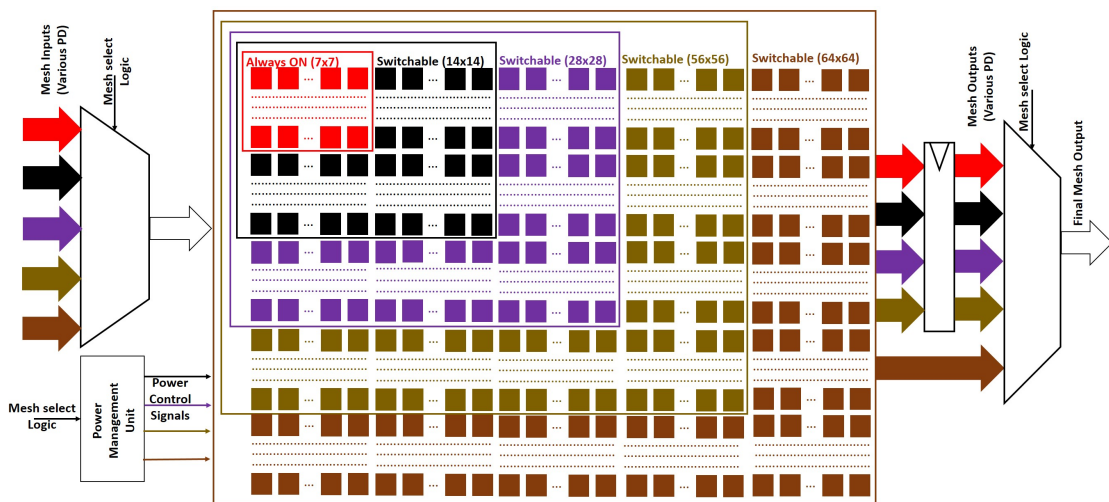 Mesh Inputs
(Various PD)
Mesh select
Logic
Always ON (7x7)
Switchable (14x14)
Switchable (28x28)
Switchable (56x56)
Switchable (64x64)
Mesh Outputs
(Various PD)
Mesh select Logic
Final Mesh Output
Mesh select
Logic
Power
Management
Unit
Power
Control
Signals